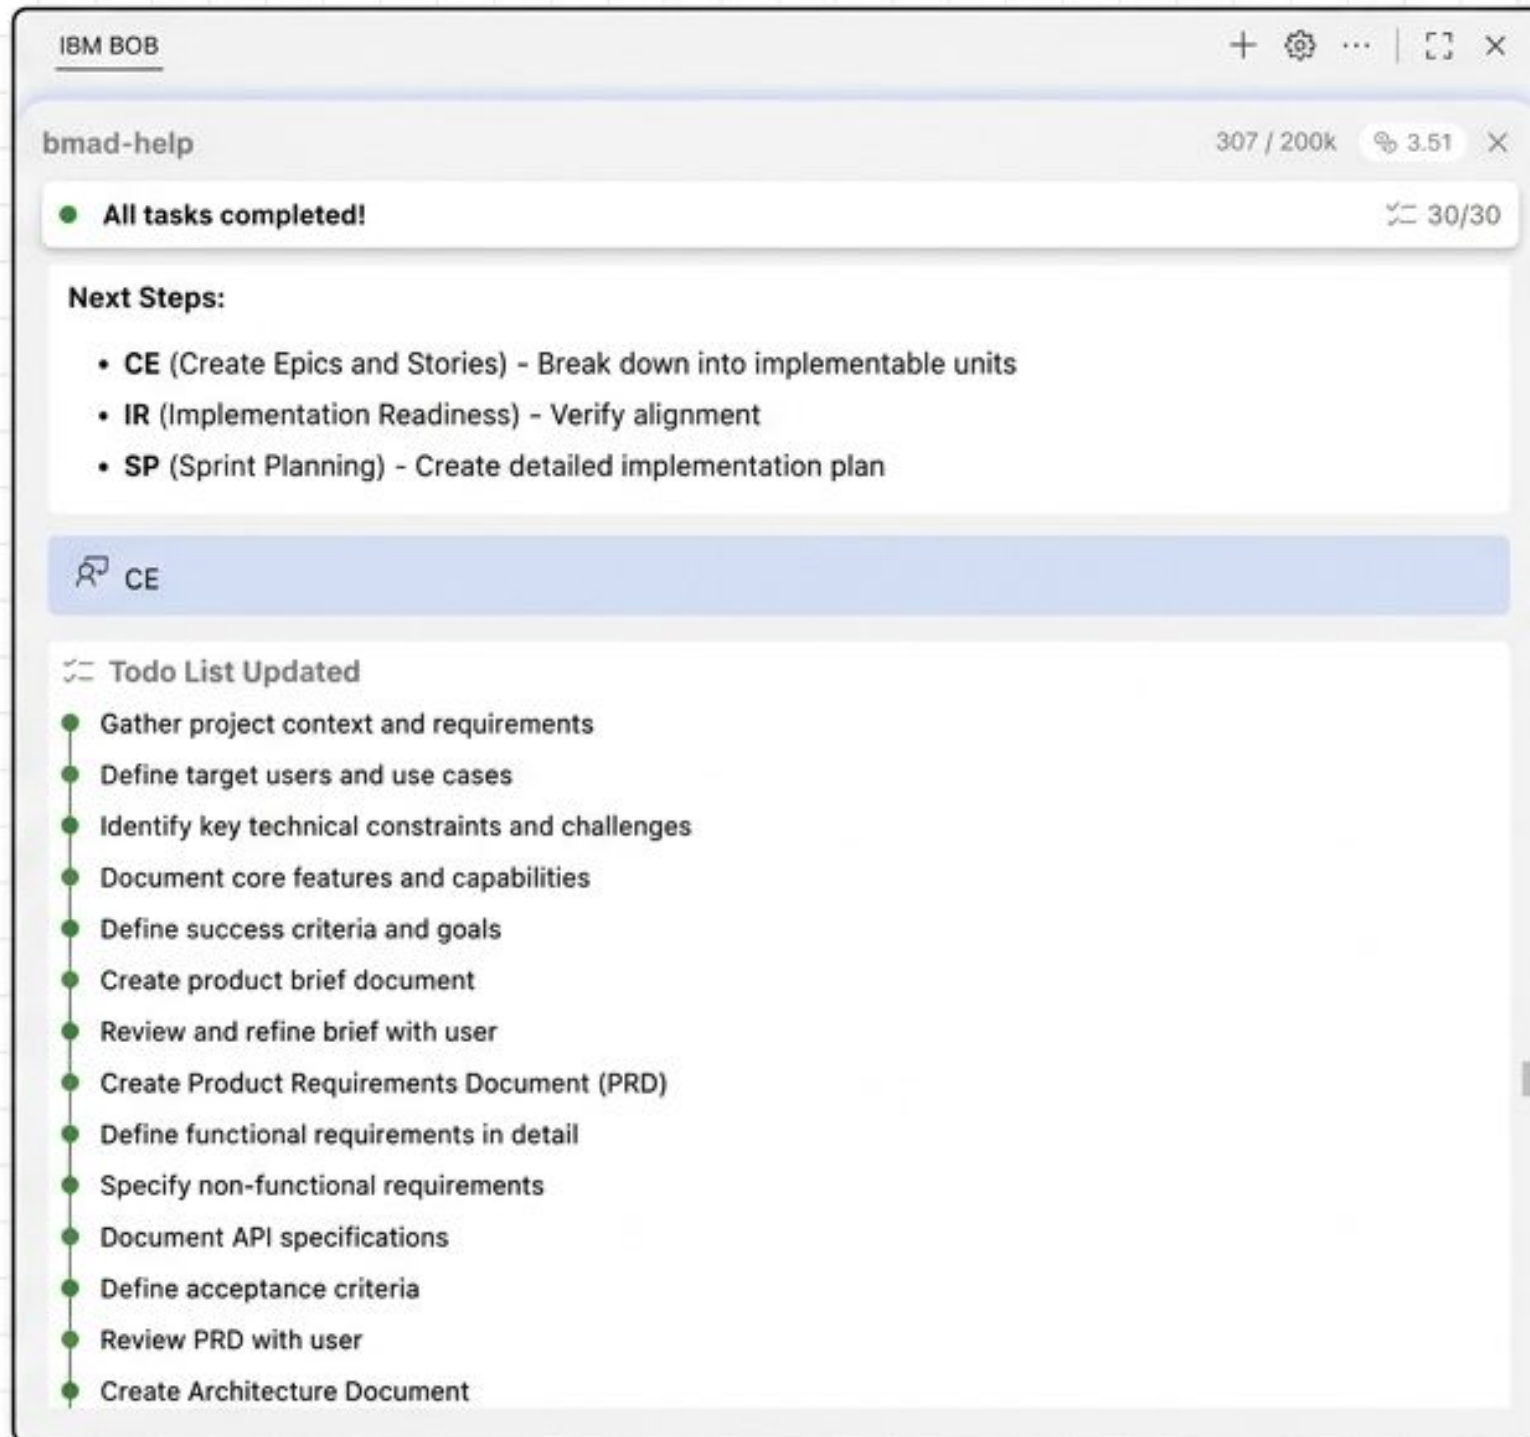 IBM BOB
bmad-help 307 / 200k 3.51
All tasks completed! 30/30
Next Steps:
• CE (Create Epics and Stories) - Break down into implementable units
• IR (Implementation Readiness) - Verify alignment
• SP (Sprint Planning) - Create detailed implementation plan
CE
Todo List Updated
Gather project context and requirements
Define target users and use cases
Identify key technical constraints and challenges
Document core features and capabilities
Define success criteria and goals
Create product brief document
Review and refine brief with user
Create Product Requirements Document (PRD)
Define functional requirements in detail
Specify non-functional requirements
Document API specifications
Define acceptance criteria
Review PRD with user
Create Architecture Document